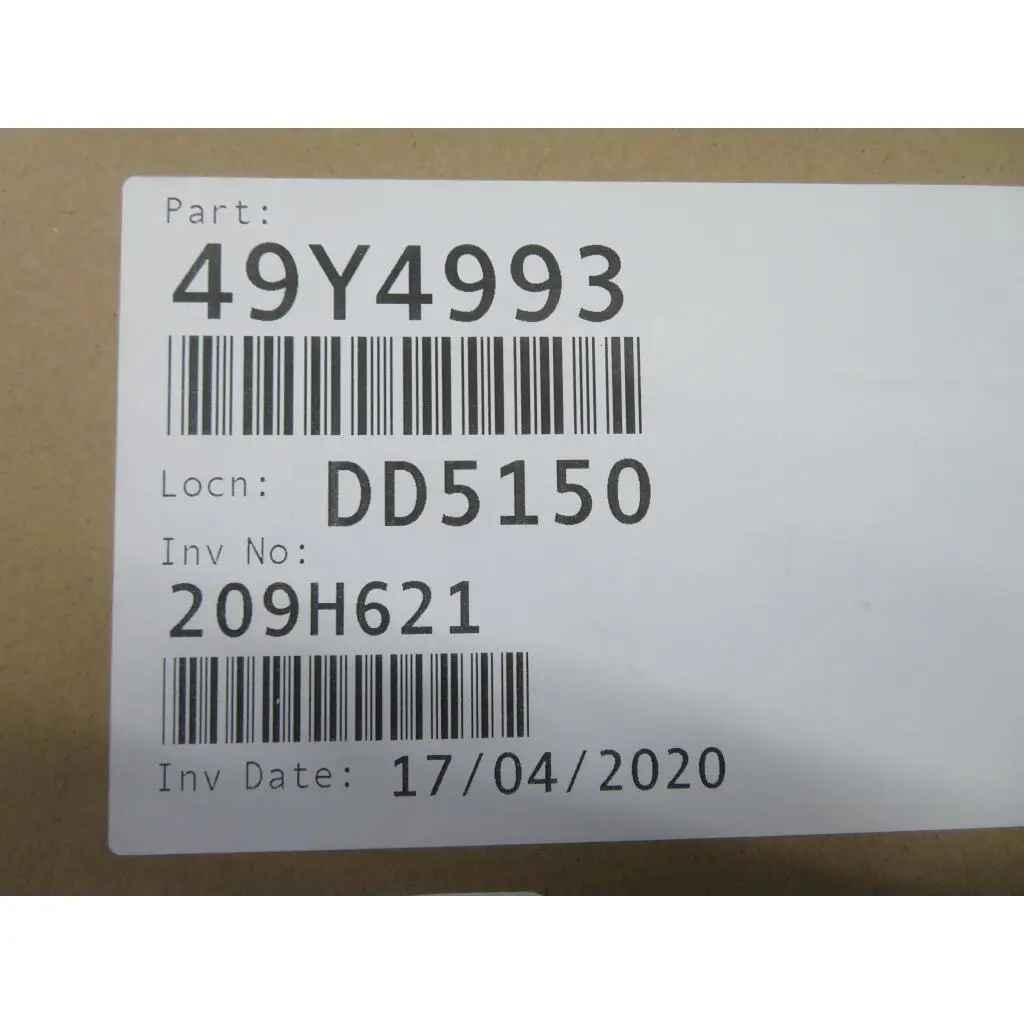 Part:
49Y4993
Locn: DD5150
Inv No:
209H621
Inv Date: 17/04/2020